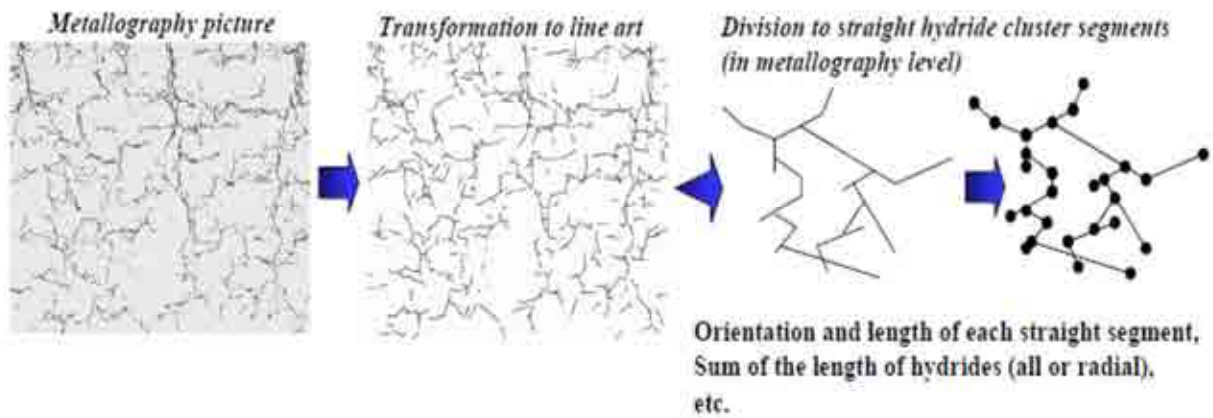 Metallography picture
Transformation to line art
Division to straight hydride cluster segments
(in metallography level)
Orientation and length of each straight segment,
Sum of the length of hydrides (all or radial),
etc.